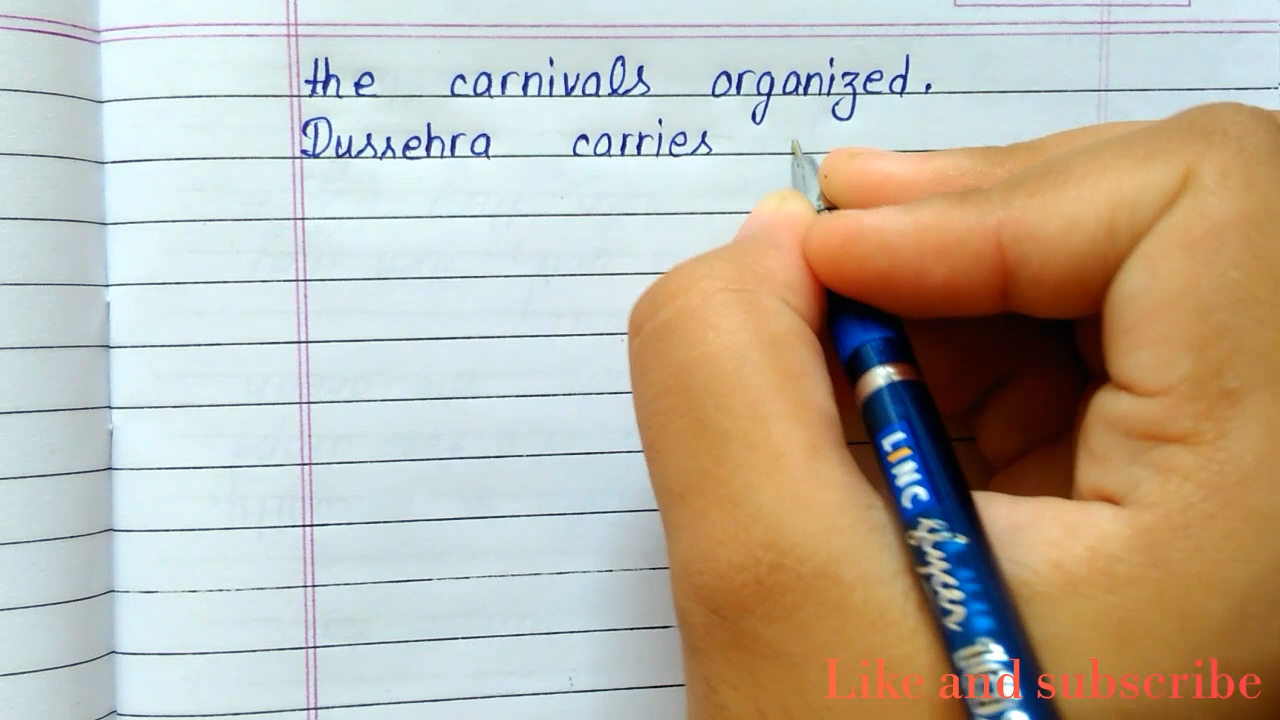 the carnivals organized.
Dussehra carries
LINC
Like and subscribe